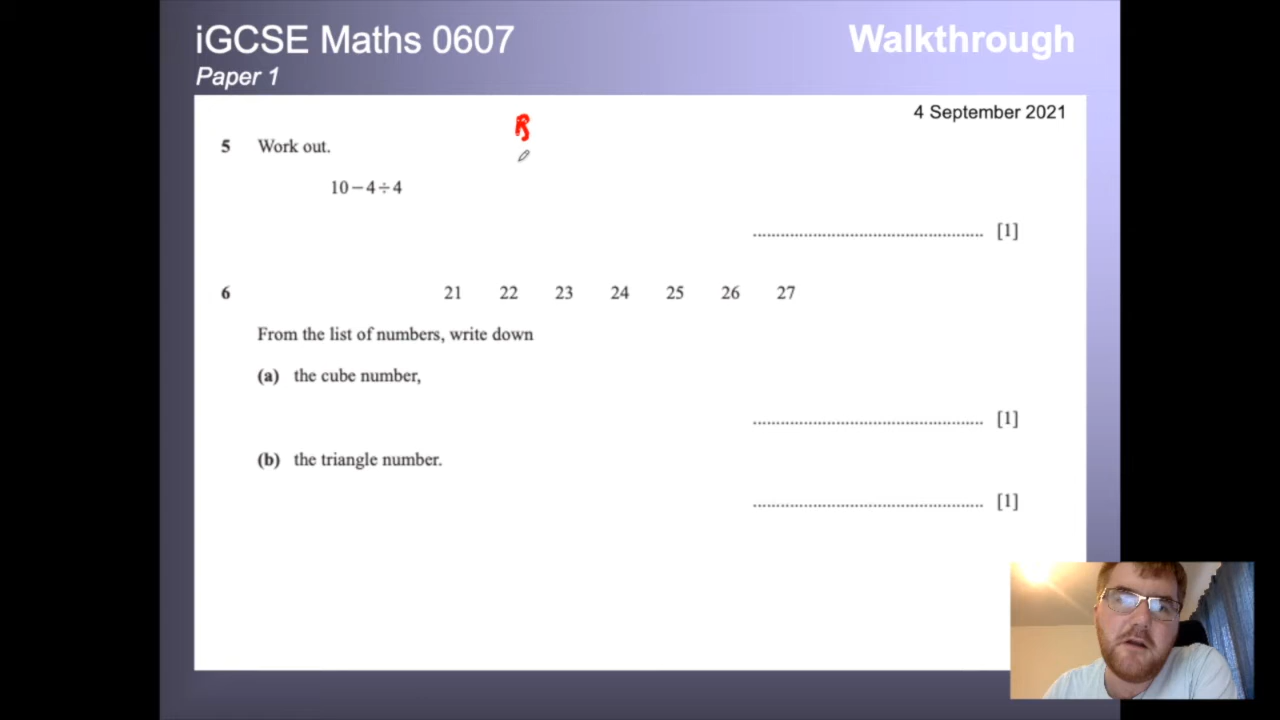 iGCSE Maths 0607
Walkthrough
Paper 1
4 September 2021
5 Work out.
10 − 4 ÷ 4
.................................................. [1]
6 21 22 23 24 25 26 27
From the list of numbers, write down
(a) the cube number,
.................................................. [1]
(b) the triangle number.
.................................................. [1]